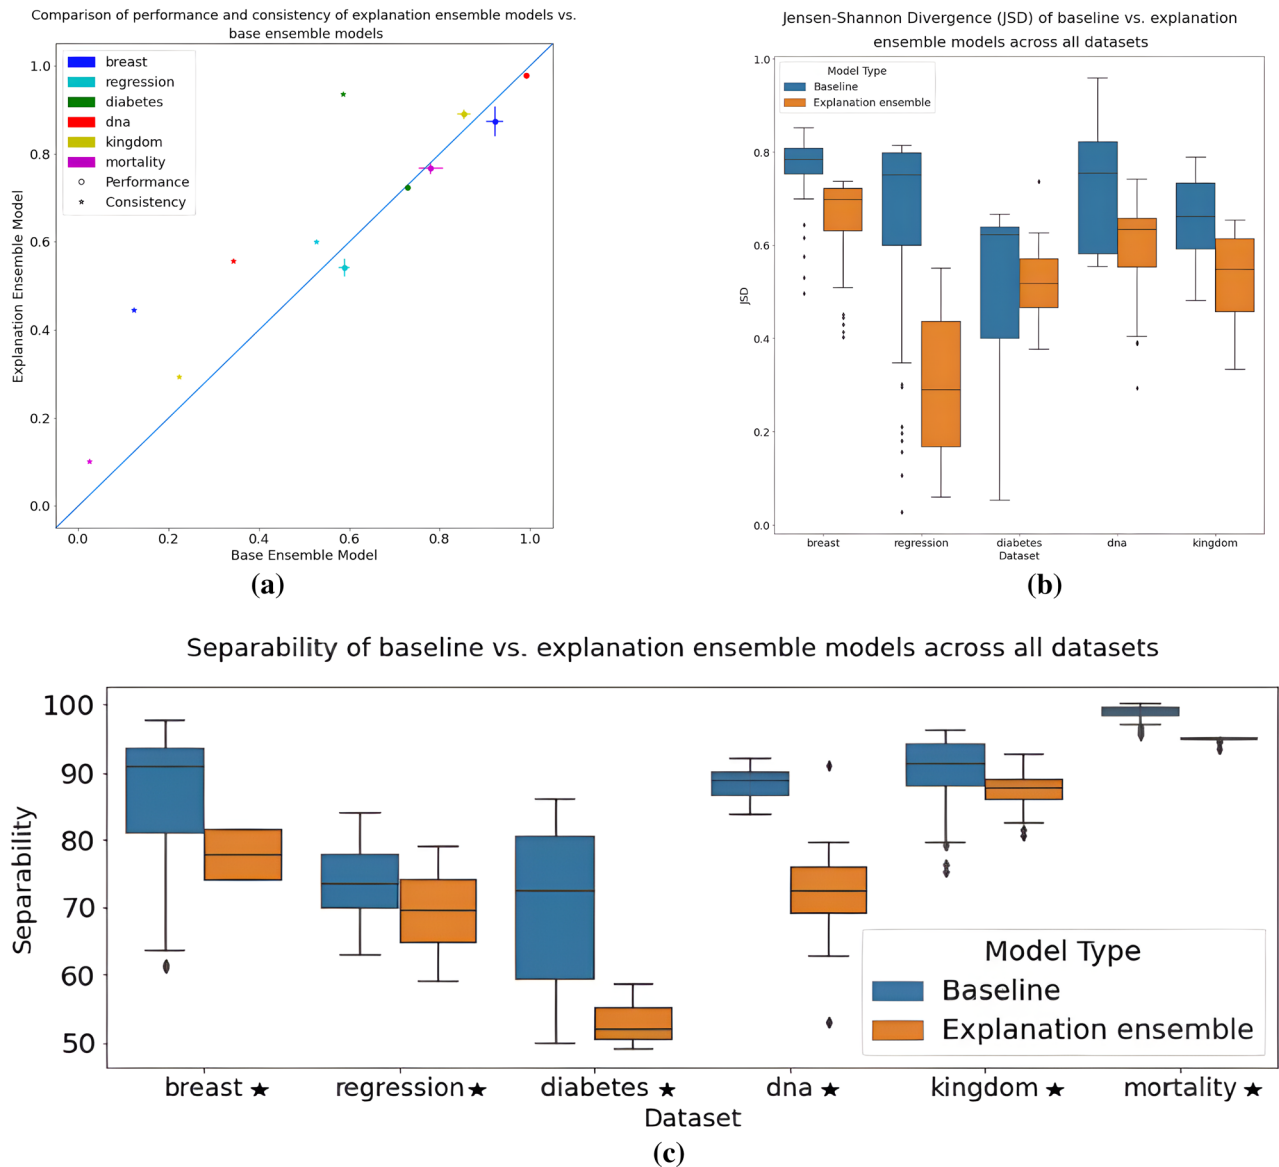 Comparison of performance and consistency of explanation ensemble models vs.
base ensemble models
breast
regression
diabetes
dna
kingdom
mortality
Performance
Consistency
Explanation Ensemble Model
1.0
0.8
0.6
0.4
0.2
0.0
0.0 0.2 0.4 0.6 0.8 1.0
Base Ensemble Model
(a)
Jensen-Shannon Divergence (JSD) of baseline vs. explanation
ensemble models across all datasets
Model Type
Baseline
Explanation ensemble
JSD
1.0
0.8
0.6
0.4
0.2
0.0
breast regression diabetes dna kingdom
Dataset
(b)
Separability of baseline vs. explanation ensemble models across all datasets
Separability
100
90
80
70
60
50
Model Type
Baseline
Explanation ensemble
breast ★ regression ★ diabetes ★ dna ★ kingdom ★ mortality ★
Dataset
(c)